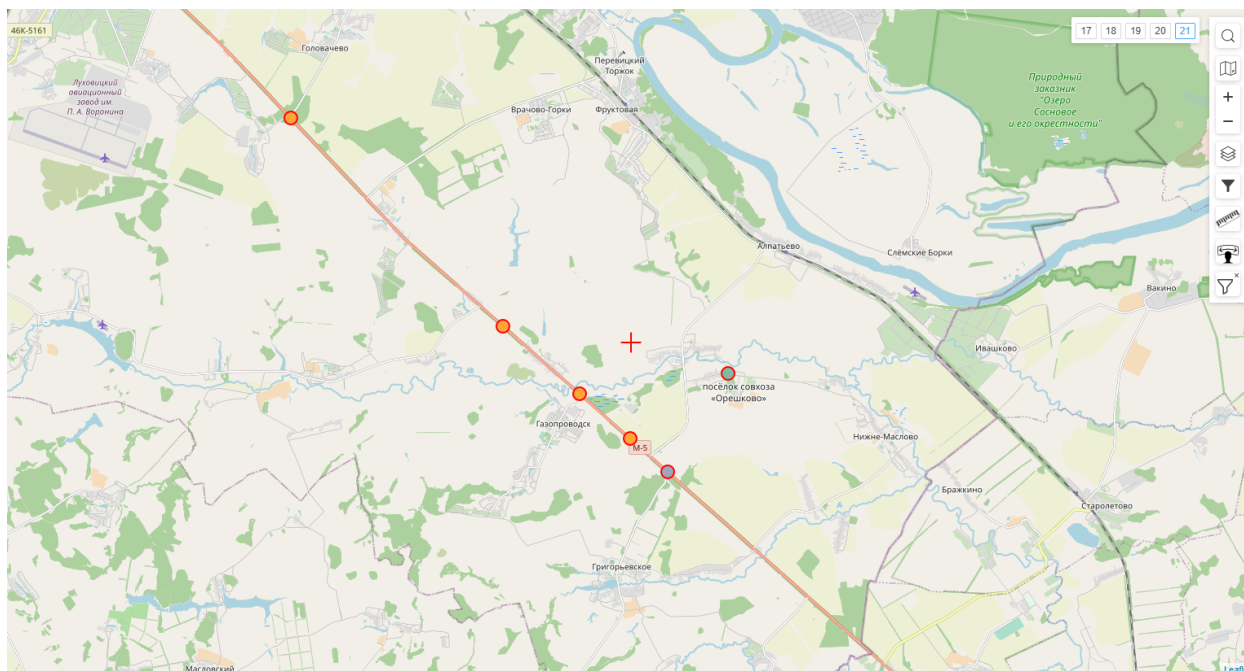 46К-5161
17 18 19 20 21
Головачево
Перевицкий
Торжок
Луховицкий
авиационный
завод им.
П. А. Воронина
Природный
заказник
"Озеро
Сосновое
и его окрестности"
Врачово-Горки
Фруктовая
Алпатьево
Слёмские Борки
Вакино
Ивашково
посёлок совхоза
«Орешково»
Газопроводск
М-5
Нижне-Маслово
Бражкино
Старолетово
Григорьевское
Масловский
Leafl